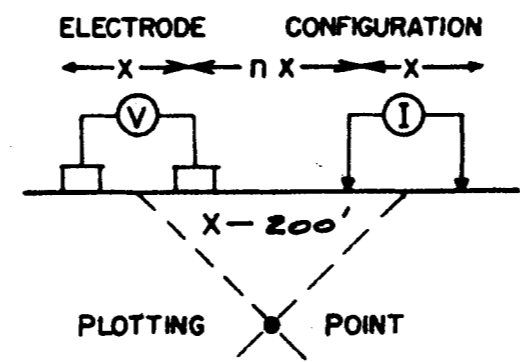 ELECTRODE CONFIGURATION
X n X X
V I
X — 200'
PLOTTING POINT